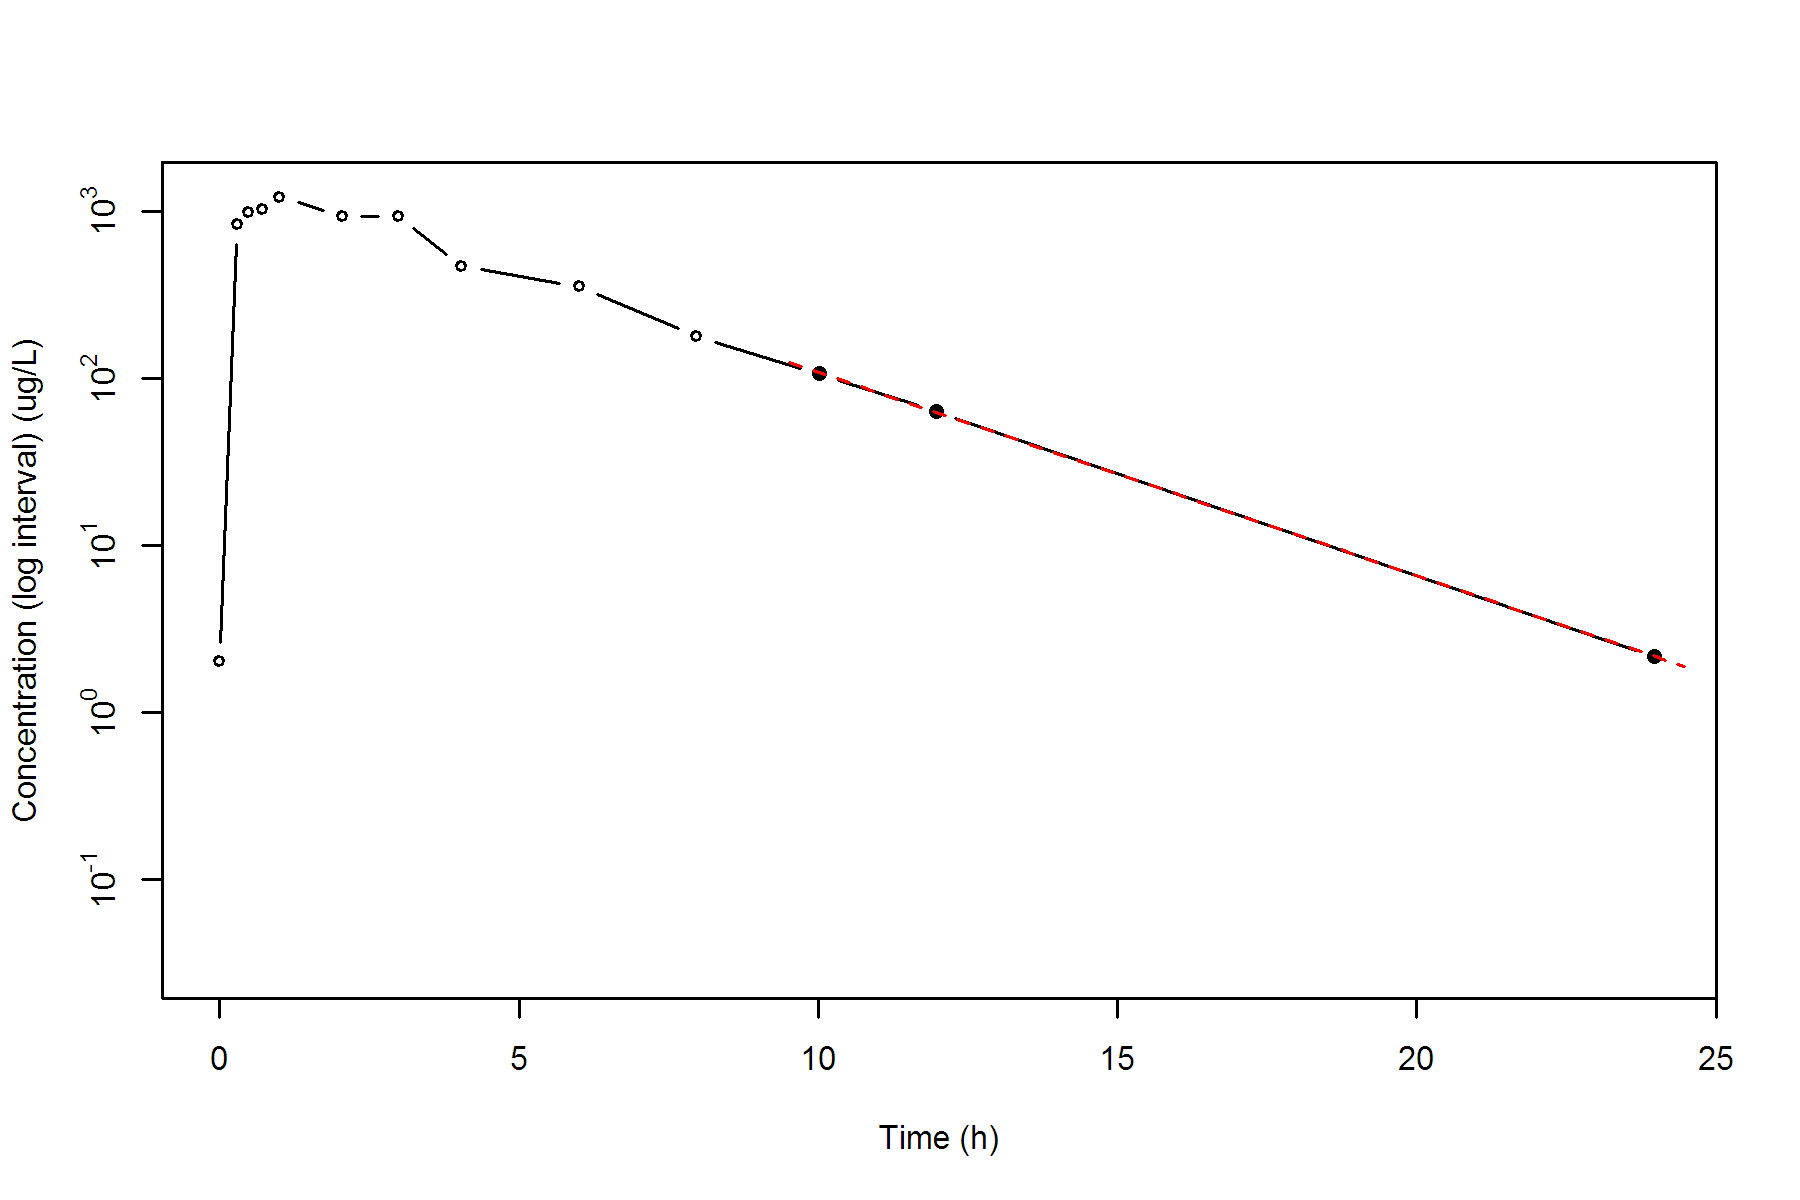 Concentration (log interval) (ug/L)
10³
10²
10¹
10⁰
10⁻¹
0 5 10 15 20 25
Time (h)